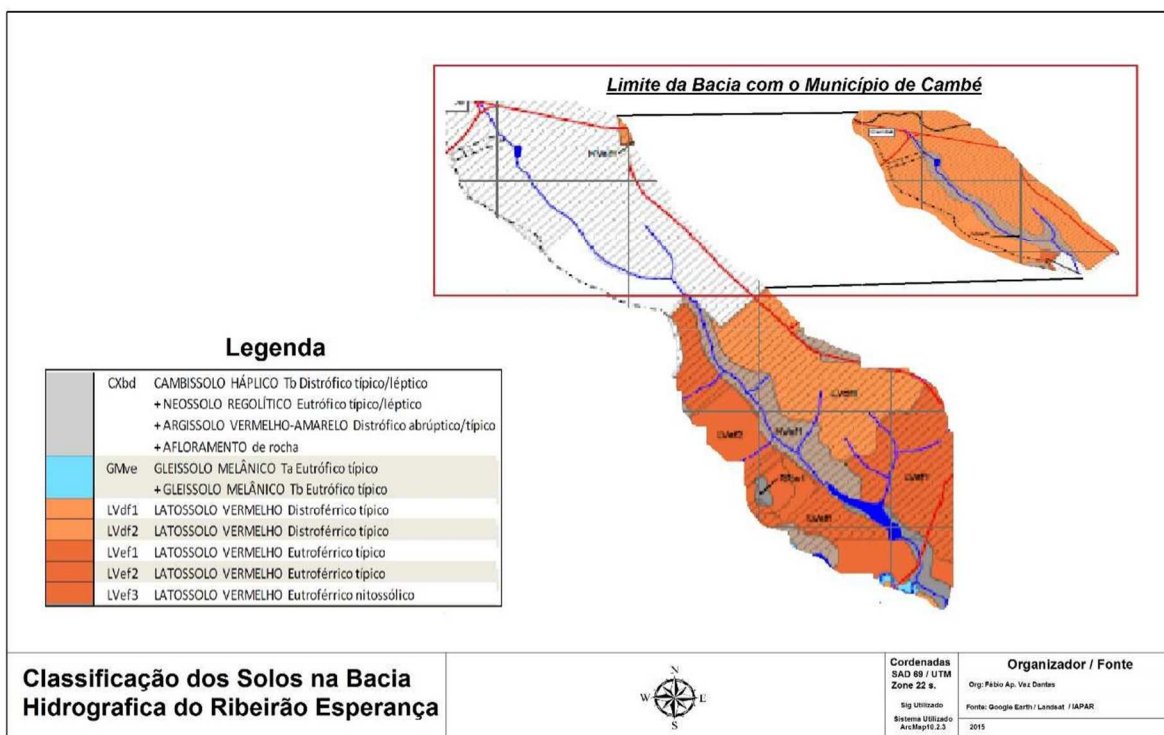 Limite da Bacia com o Município de Cambé
LVef2
Legenda
CXbd CAMBISSOLO HÁPLICO Tb Distrófico típico/léptico
+ NEOSSOLO REGOLÍTICO Eutrófico típico/léptico
+ ARGISSOLO VERMELHO-AMARELO Distrófico abrúptico/típico
+ AFLORAMENTO de rocha
GMve GLEISSOLO MELÂNICO Ta Eutrófico típico
+ GLEISSOLO MELÂNICO Tb Eutrófico típico
LVdf1 LATOSSOLO VERMELHO Distroférrico típico
LVdf2 LATOSSOLO VERMELHO Distroférrico típico
LVef1 LATOSSOLO VERMELHO Eutroférrico típico
LVef2 LATOSSOLO VERMELHO Eutroférrico típico
LVef3 LATOSSOLO VERMELHO Eutroférrico nitossólico
Classificação dos Solos na Bacia
Hidrografica do Ribeirão Esperança
N
W E
S
Cordenadas
SAD 69 / UTM
Zone 22 s.
Sig Utilizado
Sistema Utilizado
ArcMap10.2.3
Organizador / Fonte
Org: Fábio Ap. Vaz Dantas
Fonte: Google Earth / Landsat / IAPAR
2015